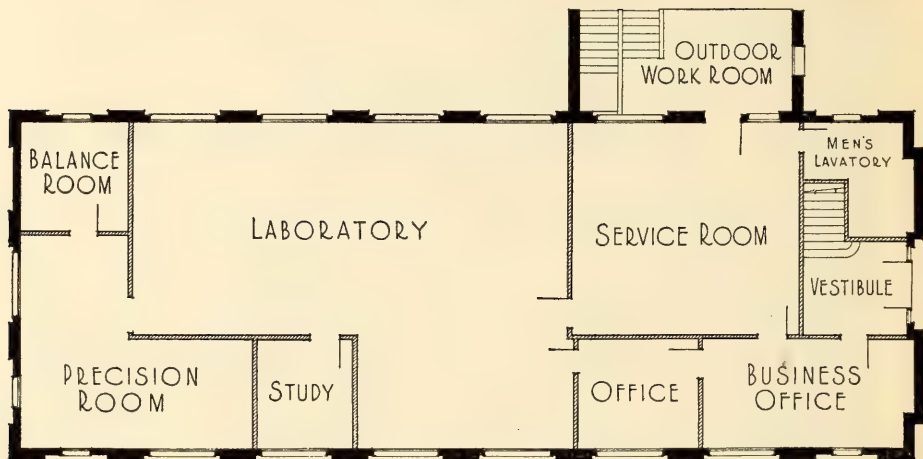 OUTDOOR
WORK ROOM
BALANCE
ROOM
MEN'S
LAVATORY
LABORATORY
SERVICE ROOM
VESTIBULE
PRECISION
ROOM
STUDY
OFFICE
BUSINESS
OFFICE